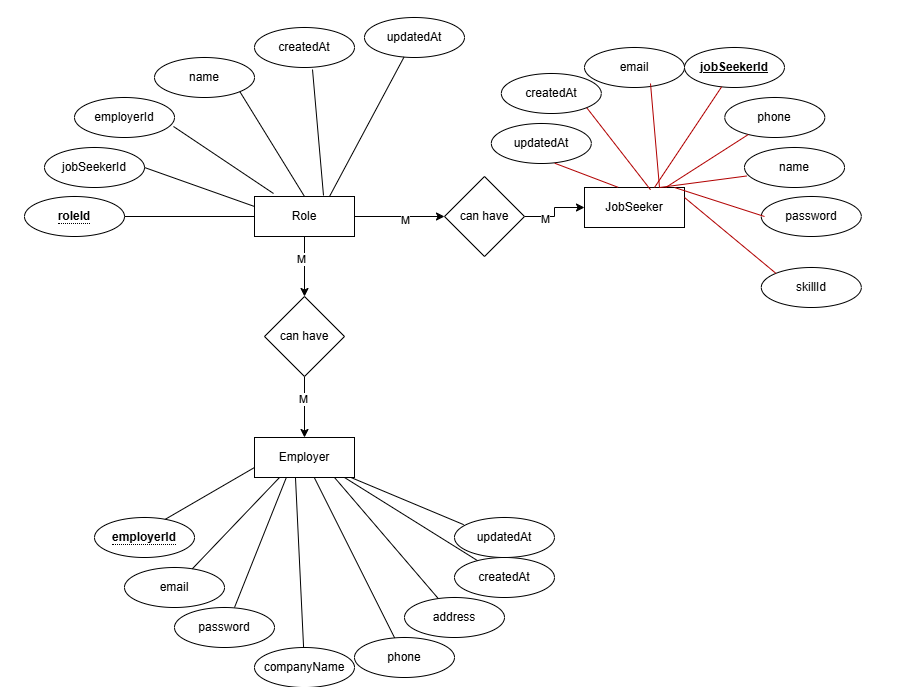 updatedAt
createdAt
email
jobSeekerId
name
createdAt
employerId
phone
updatedAt
jobSeekerId
name
roleId
Role
M
can have
M
JobSeeker
password
M
skillId
can have
M
Employer
employerId
updatedAt
email
createdAt
password
address
companyName
phone